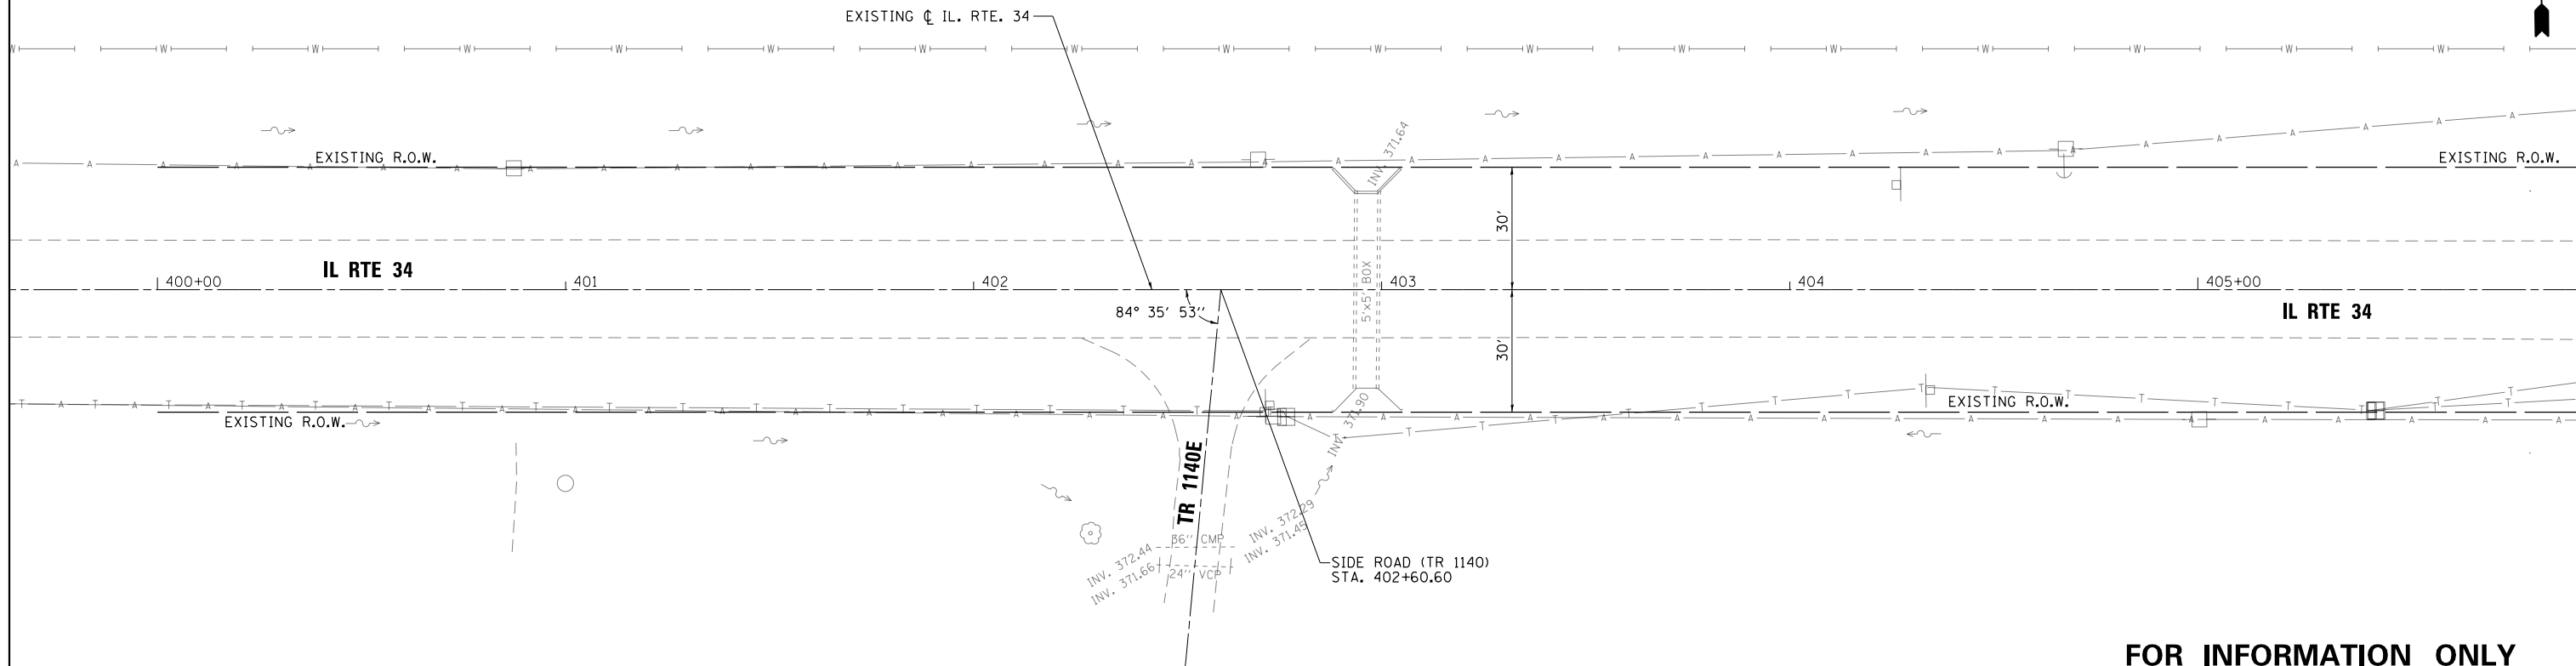 EXISTING ℄ IL. RTE. 34
W W W W W W W W W W W W W W W W W
EXISTING R.O.W.
INV. 371.64
EXISTING R.O.W.
30'
IL RTE 34
400+00
401
402
403
404
405+00
5'x5' BOX
IL RTE 34
84° 35' 53''
30'
EXISTING R.O.W.
EXISTING R.O.W.
INV. 371.90
TR 1140E
INV. 372.29
INV. 371.45
36'' CMP
INV. 372.44
INV. 371.66
24'' VCP
SIDE ROAD (TR 1140)
STA. 402+60.60
FOR INFORMATION ONLY